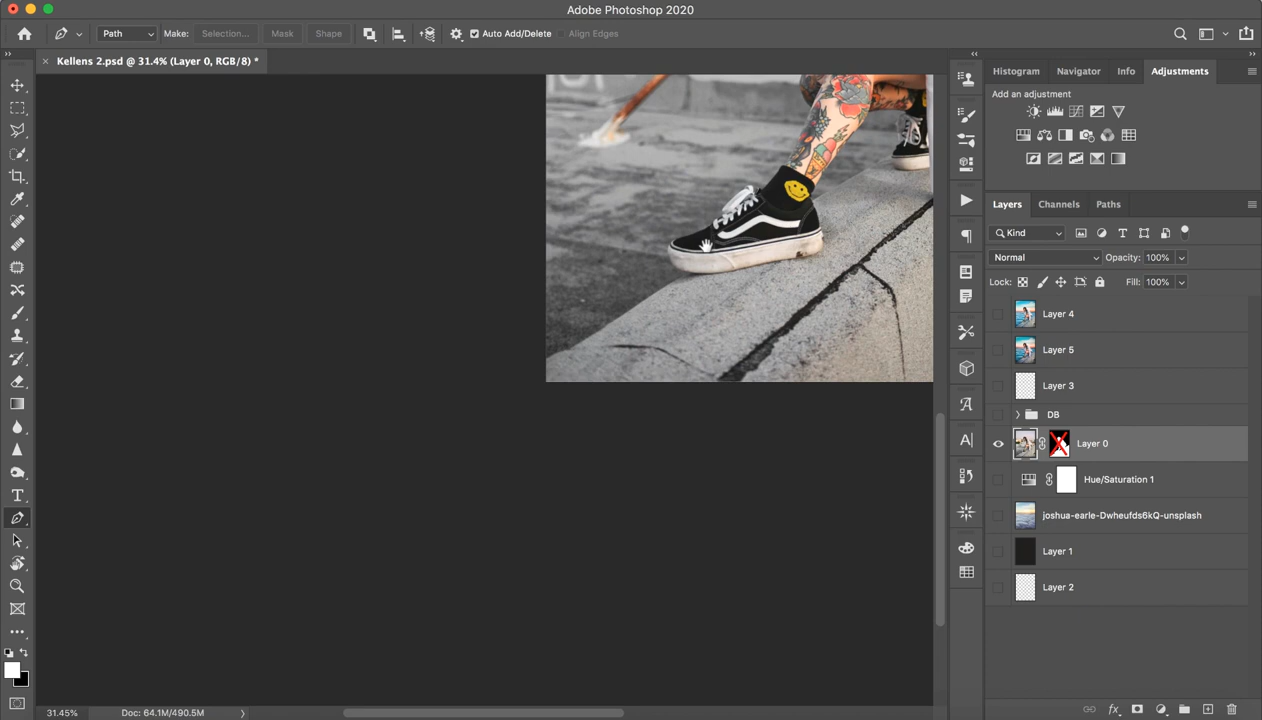 Adobe Photoshop 2020
Path Make: Selection... Mask Shape Auto Add/Delete Align Edges
Kellens 2.psd @ 31.4% (Layer 0, RGB/8) *
Histogram Navigator Info Adjustments
Add an adjustment
Layers Channels Paths
Kind
Normal Opacity: 100%
Lock: Fill: 100%
Layer 4
Layer 5
Layer 3
DB
Layer 0
Hue/Saturation 1
joshua-earle-Dwheufds6kQ-unsplash
Layer 1
Layer 2
31.45% Doc: 64.1M/490.5M